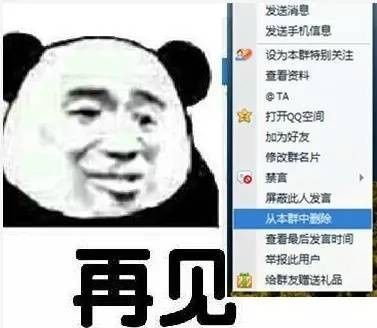 发送消息
发送手机信息
设为本群特别关注
查看资料
@TA
打开QQ空间
加为好友
修改群名片
禁言
屏蔽此人发言
从本群中删除
查看最后发言时间
举报此用户
给群友赠送礼品
再见